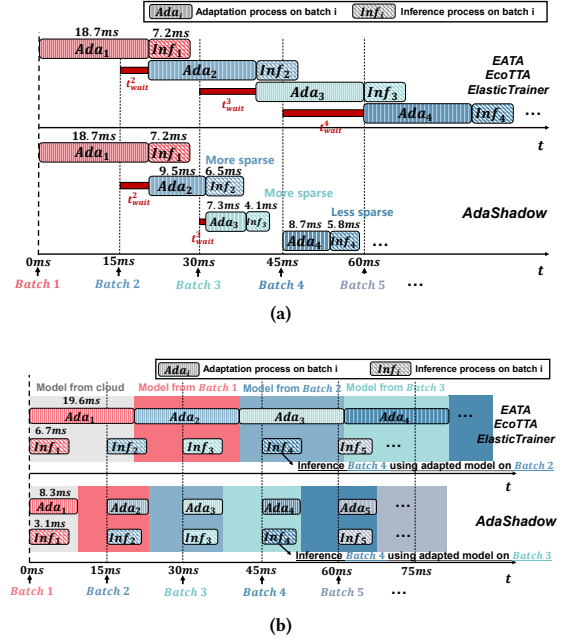 Ada_i Adaptation process on batch i Inf_i Inference process on batch i
18.7ms 7.2ms
Ada_1 Inf_1
t^2_wait Ada_2 Inf_2
t^3_wait Ada_3 Inf_3
t^4_wait Ada_4 Inf_4 ...
EATA
EcoTTA
ElasticTrainer
t
18.7ms 7.2ms
Ada_1 Inf_1
More sparse
9.5ms 6.5ms
t^2_wait Ada_2 Inf_2
More sparse
7.3ms 4.1ms
t^3_wait Ada_3 Inf_3
Less sparse
8.7ms 5.8ms
Ada_4 Inf_4 ...
AdaShadow
0ms 15ms 30ms 45ms 60ms t
Batch 1 Batch 2 Batch 3 Batch 4 Batch 5 ...
(a)
Ada_i Adaptation process on batch i Inf_i Inference process on batch i
Model from cloud Model from Batch 1 Model from Batch 2 Model from Batch 3
19.6ms
Ada_1 Ada_2 Ada_3 Ada_4 ...
6.7ms
Inf_1 Inf_2 Inf_3 Inf_4 Inf_5 ...
EATA
EcoTTA
ElasticTrainer
Inference Batch 4 using adapted model on Batch 2
t
8.3ms
Ada_1 Ada_2 Ada_3 Ada_4 Ada_5 ...
3.1ms
Inf_1 Inf_2 Inf_3 Inf_4 Inf_5 ...
AdaShadow
Inference Batch 4 using adapted model on Batch 3
0ms 15ms 30ms 45ms 60ms 75ms t
Batch 1 Batch 2 Batch 3 Batch 4 Batch 5 ...
(b)